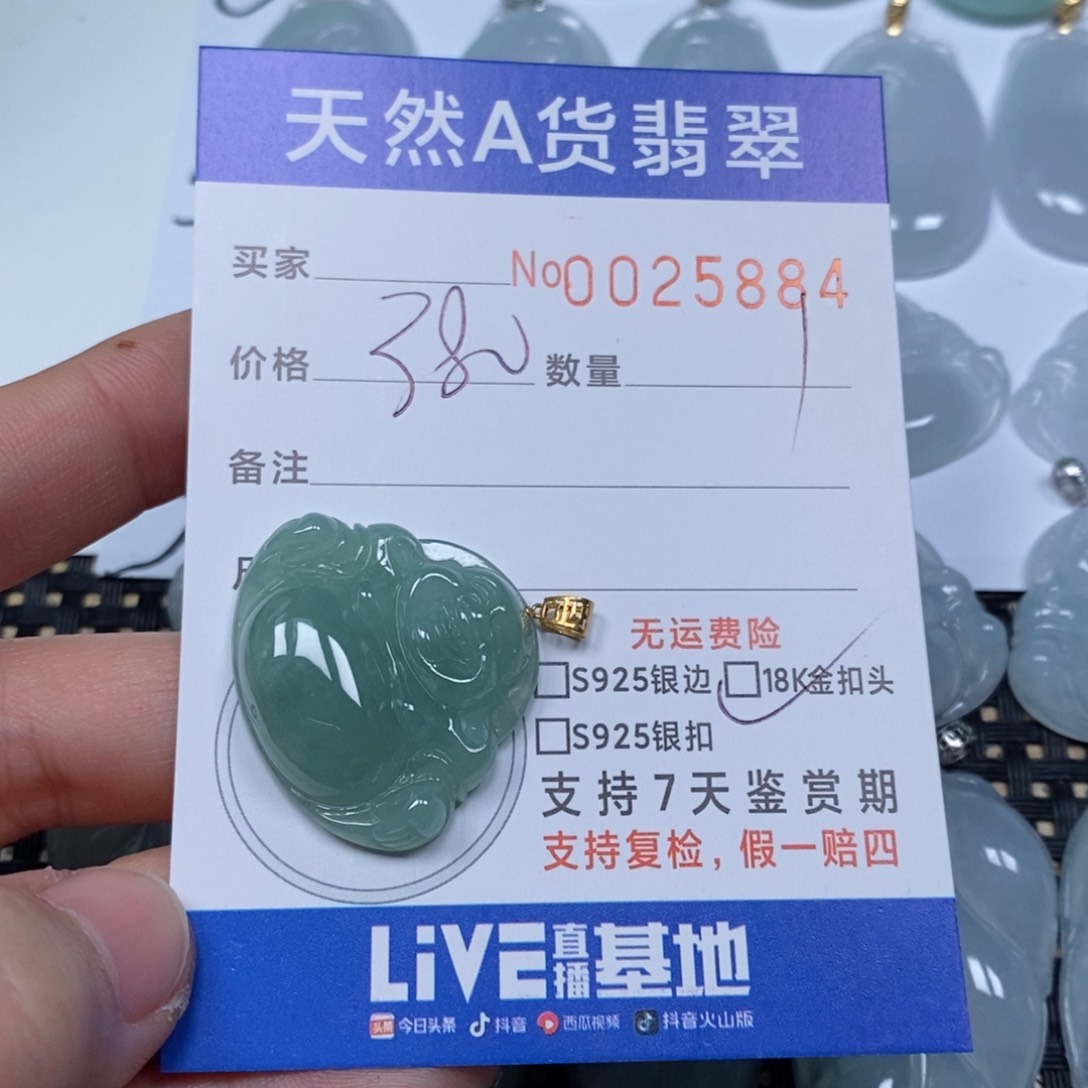 天然A货翡翠
买家 No0025884
价格 380 数量 1
备注
无运费险
S925银边 18K金扣头
S925银扣
支持7天鉴赏期
支持复检,假一赔四
LiVE直播基地
头条 今日头条 抖音 西瓜视频 抖音火山版